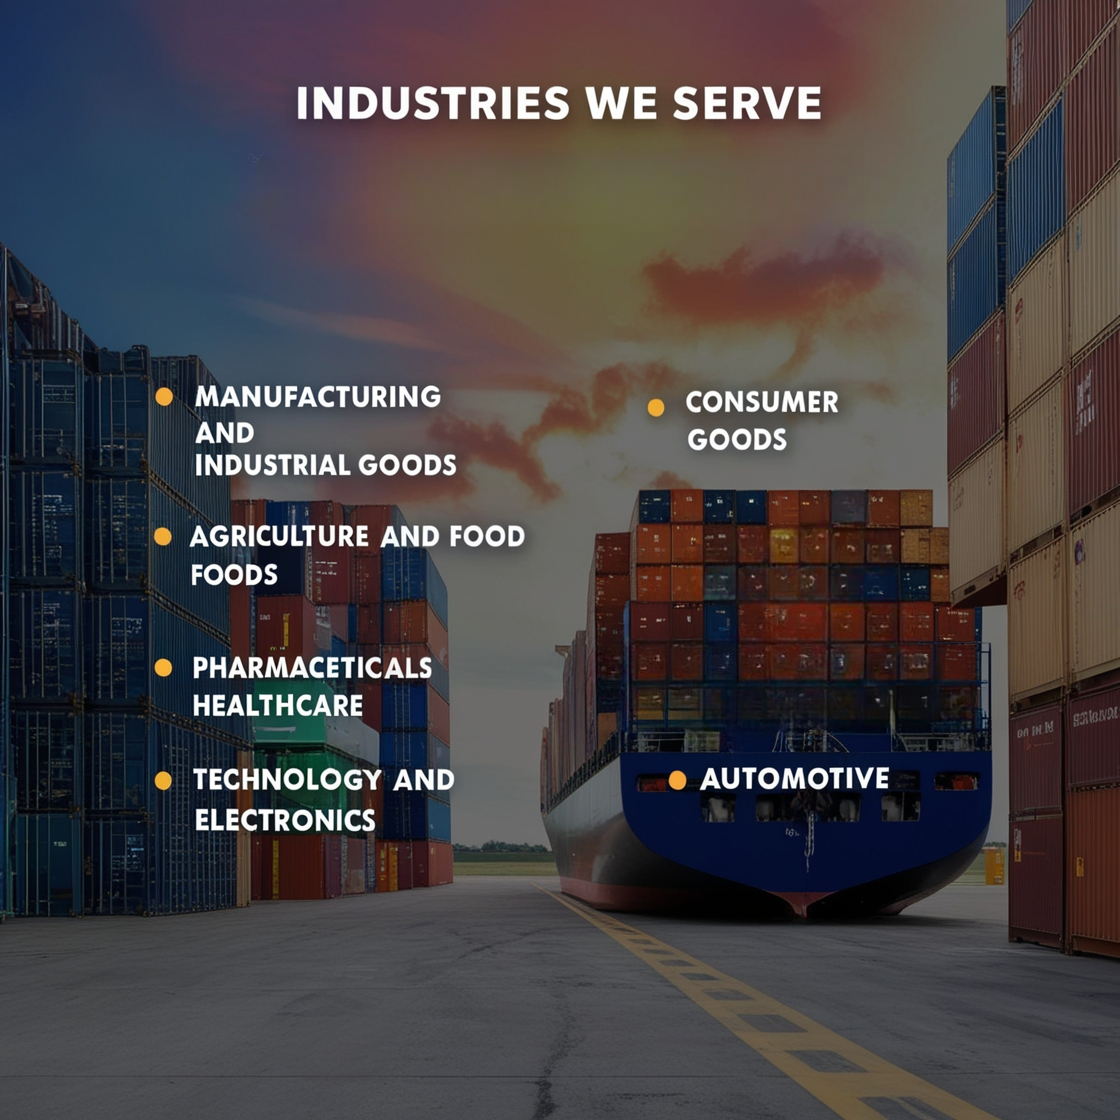 INDUSTRIES WE SERVE
MANUFACTURING
AND
INDUSTRIAL GOODS
AGRICULTURE AND FOOD
FOODS
PHARMACETICALS
HEALTHCARE
TECHNOLOGY AND
ELECTRONICS
CONSUMER
GOODS
AUTOMOTIVE